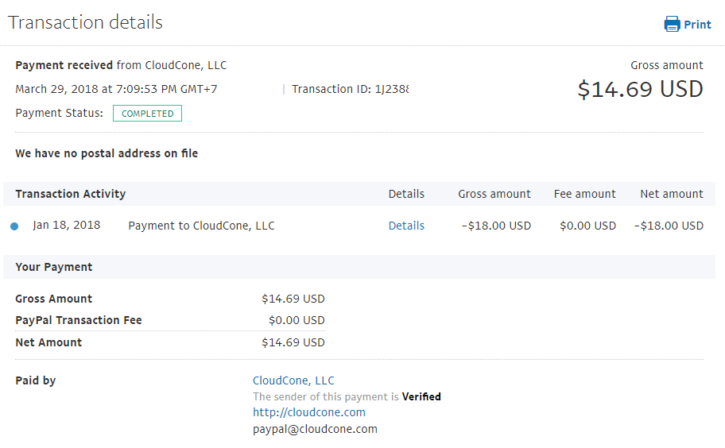 Transaction details
Print
Payment received from CloudCone, LLC
Gross amount
March 29, 2018 at 7:09:53 PM GMT+7 | Transaction ID: 1J238
$14.69 USD
Payment Status: COMPLETED
We have no postal address on file
Transaction Activity Details Gross amount Fee amount Net amount
Jan 18, 2018 Payment to CloudCone, LLC Details -$18.00 USD $0.00 USD -$18.00 USD
Your Payment
Gross Amount $14.69 USD
PayPal Transaction Fee $0.00 USD
Net Amount $14.69 USD
Paid by CloudCone, LLC
The sender of this payment is Verified
http://cloudcone.com
paypal@cloudcone.com